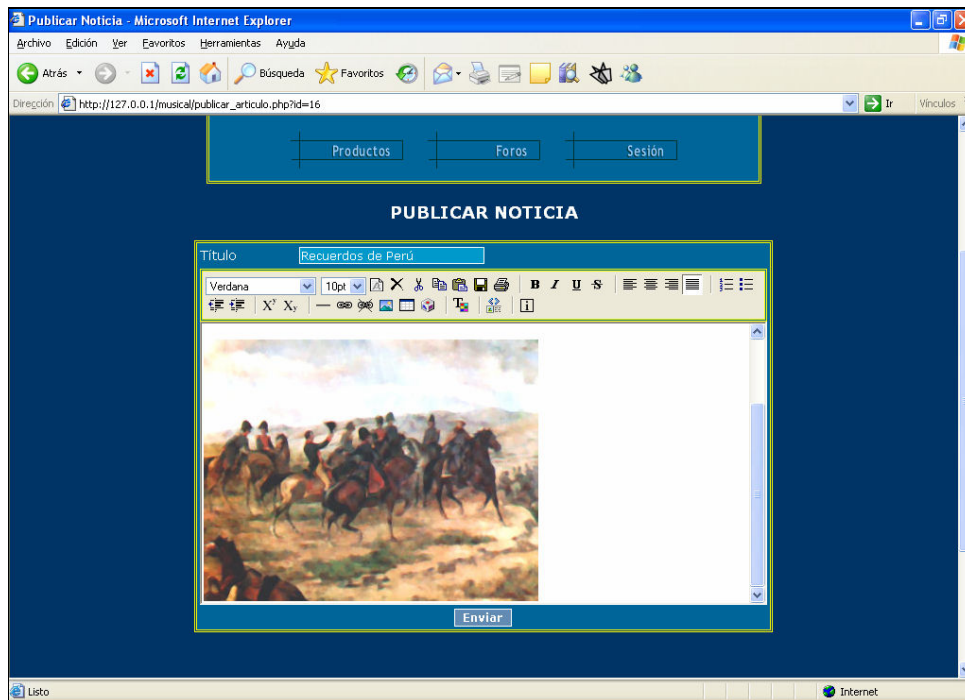 Publicar Noticia - Microsoft Internet Explorer
Archivo Edición Ver Favoritos Herramientas Ayuda
Atrás Búsqueda Favoritos
Dirección http://127.0.0.1/musical/publicar_articulo.php?id=16 Ir Vínculos
Productos Foros Sesión
PUBLICAR NOTICIA
Título Recuerdos de Perú
Verdana 10pt B I U S
X^y X_y T
Enviar
Listo Internet